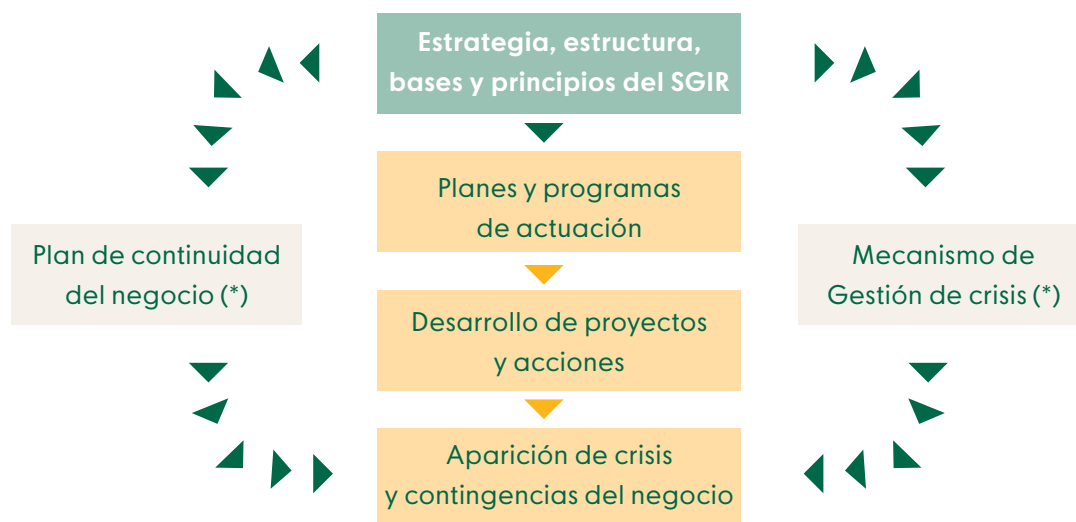 Estrategia, estructura,
bases y principios del SGIR
Planes y programas
de actuación
Plan de continuidad
del negocio (*)
Mecanismo de
Gestión de crisis (*)
Desarrollo de proyectos
y acciones
Aparición de crisis
y contingencias del negocio